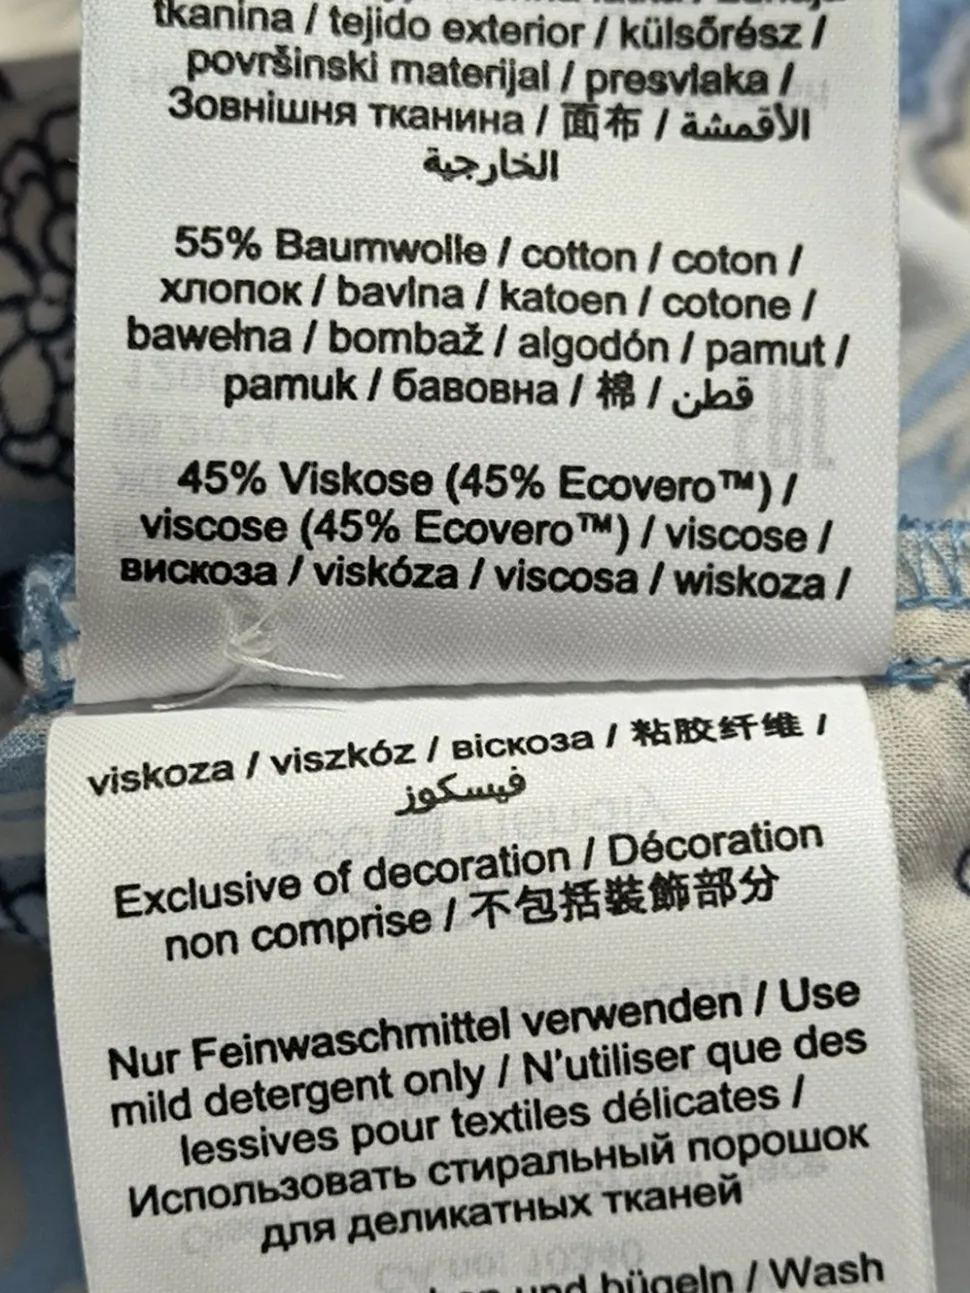 tkanina / tejido exterior / külsőrész /
površinski materijal / presvlaka /
Зовнішня тканина / 面布 / الأقمشة
الخارجية
55% Baumwolle / cotton / coton /
хлопок / bavlna / katoen / cotone /
bawełna / bombaž / algodón / pamut /
pamuk / бавовна / 棉 / قطن
45% Viskose (45% Ecovero™) /
viscose (45% Ecovero™) / viscose /
вискоза / viskóza / viscosa / wiskoza /
viskoza / viszkóz / віскоза / 粘胶纤维 /
فيسكوز
Exclusive of decoration / Décoration
non comprise / 不包括裝飾部分
Nur Feinwaschmittel verwenden / Use
mild detergent only / N'utiliser que des
lessives pour textiles délicates /
Использовать стиральный порошок
для деликатных тканей
und bügeln / Wash